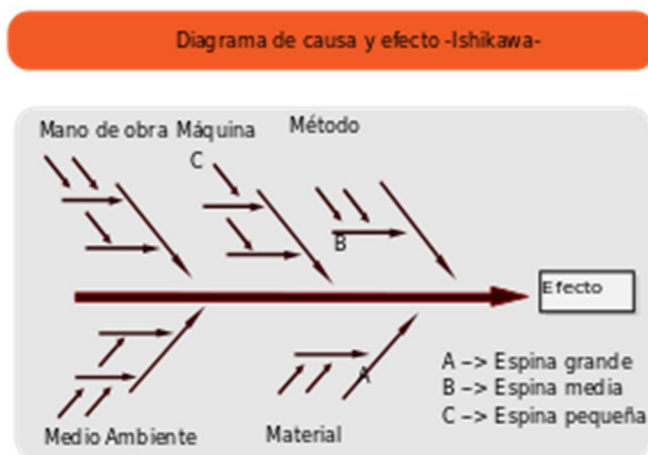 Diagrama de causa y efecto -Ishikawa-
Mano de obra Máquina Método
C
B
Efecto
A
A –> Espina grande
B –> Espina media
C –> Espina pequeña
Medio Ambiente Material